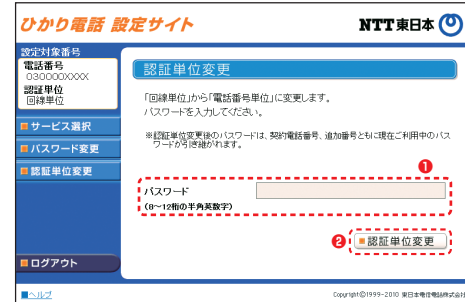 ひかり電話 設定サイト
NTT東日本
設定対象番号
電話番号
030000XXXX
認証単位
回線単位
サービス選択
パスワード変更
認証単位変更
ログアウト
ヘルプ
認証単位変更
「回線単位」から「電話番号単位」に変更します。
パスワードを入力してください。
※認証単位変更後のパスワードは、契約電話番号、追加番号ともに現在ご利用中のパス
ワードが引き継がれます。
❶
パスワード
(8〜12桁の半角英数字)
❷ 認証単位変更
Copyright©1999-2010 東日本電信電話株式会社